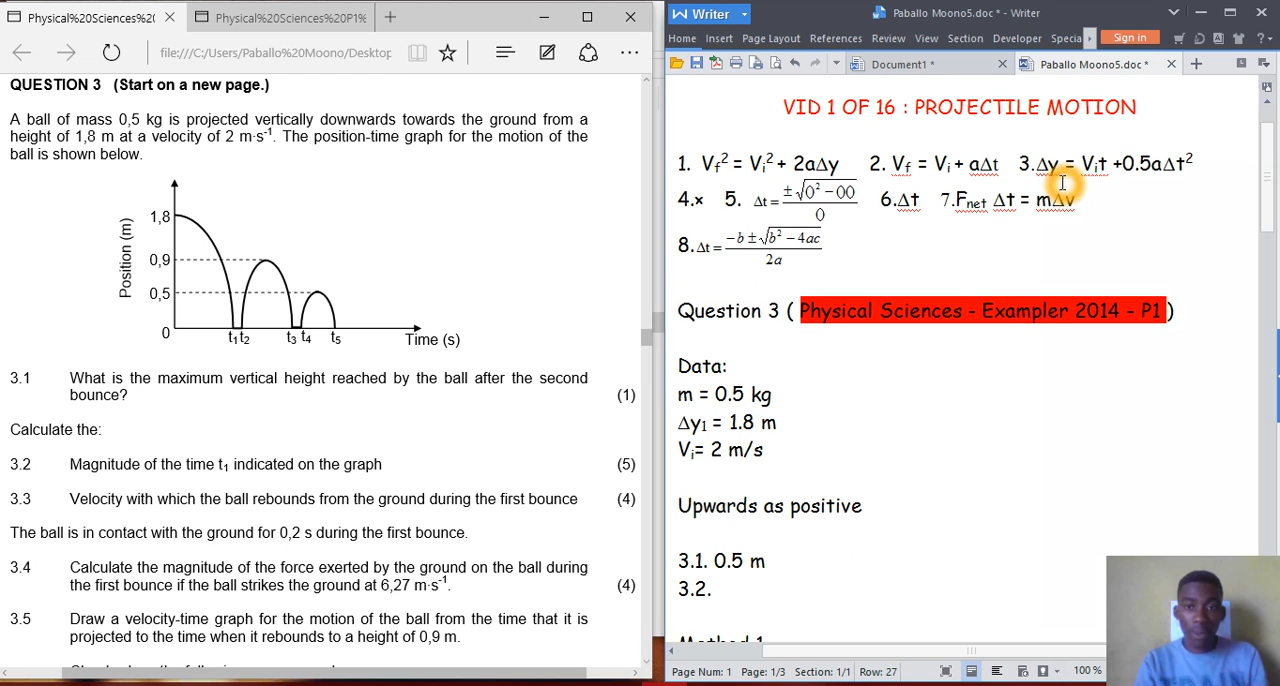 Physical%20Sciences%2(
Physical%20Sciences%20P1%
file:///C:/Users/Paballo%20Moono/Desktop
QUESTION 3 (Start on a new page.)
A ball of mass 0,5 kg is projected vertically downwards towards the ground from a
height of 1,8 m at a velocity of 2 m·s⁻¹. The position-time graph for the motion of the
ball is shown below.
Position (m)
1,8
0,9
0,5
0
t₁ t₂ t₃ t₄ t₅
Time (s)
3.1 What is the maximum vertical height reached by the ball after the second
bounce? (1)
Calculate the:
3.2 Magnitude of the time t₁ indicated on the graph (5)
3.3 Velocity with which the ball rebounds from the ground during the first bounce (4)
The ball is in contact with the ground for 0,2 s during the first bounce.
3.4 Calculate the magnitude of the force exerted by the ground on the ball during
the first bounce if the ball strikes the ground at 6,27 m·s⁻¹. (4)
3.5 Draw a velocity-time graph for the motion of the ball from the time that it is
projected to the time when it rebounds to a height of 0,9 m.
Writer
Paballo Moono5.doc * - Writer
Home Insert Page Layout References Review View Section Developer Specia
Sign in
Document1 *
Paballo Moono5.doc *
VID 1 OF 16 : PROJECTILE MOTION
1. Vf² = Vi² + 2aΔy 2. Vf = Vi + aΔt 3.Δy = Vit +0.5aΔt²
4.× 5. Δt = ±√0² – 00 / 0 6.Δt 7.Fnet Δt = mΔv
8.Δt = –b ± √b² – 4ac / 2a
Question 3 ( Physical Sciences - Exampler 2014 - P1 )
Data:
m = 0.5 kg
Δy₁ = 1.8 m
Vi= 2 m/s
Upwards as positive
3.1. 0.5 m
3.2.
Method 1
Page Num: 1 Page: 1/3 Section: 1/1 Row: 27 100 %